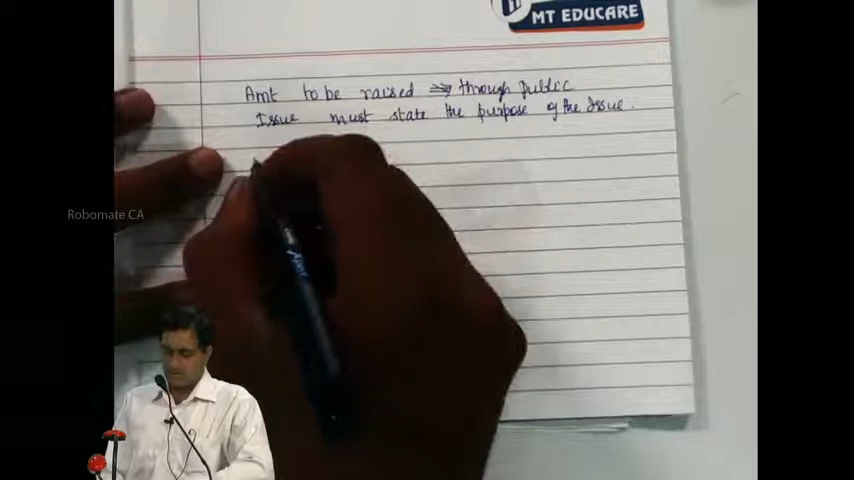 MT EDUCARE
Amt to be raised ⇒ through Public
Issue must state the purpose of the Issue.
Robomate CA